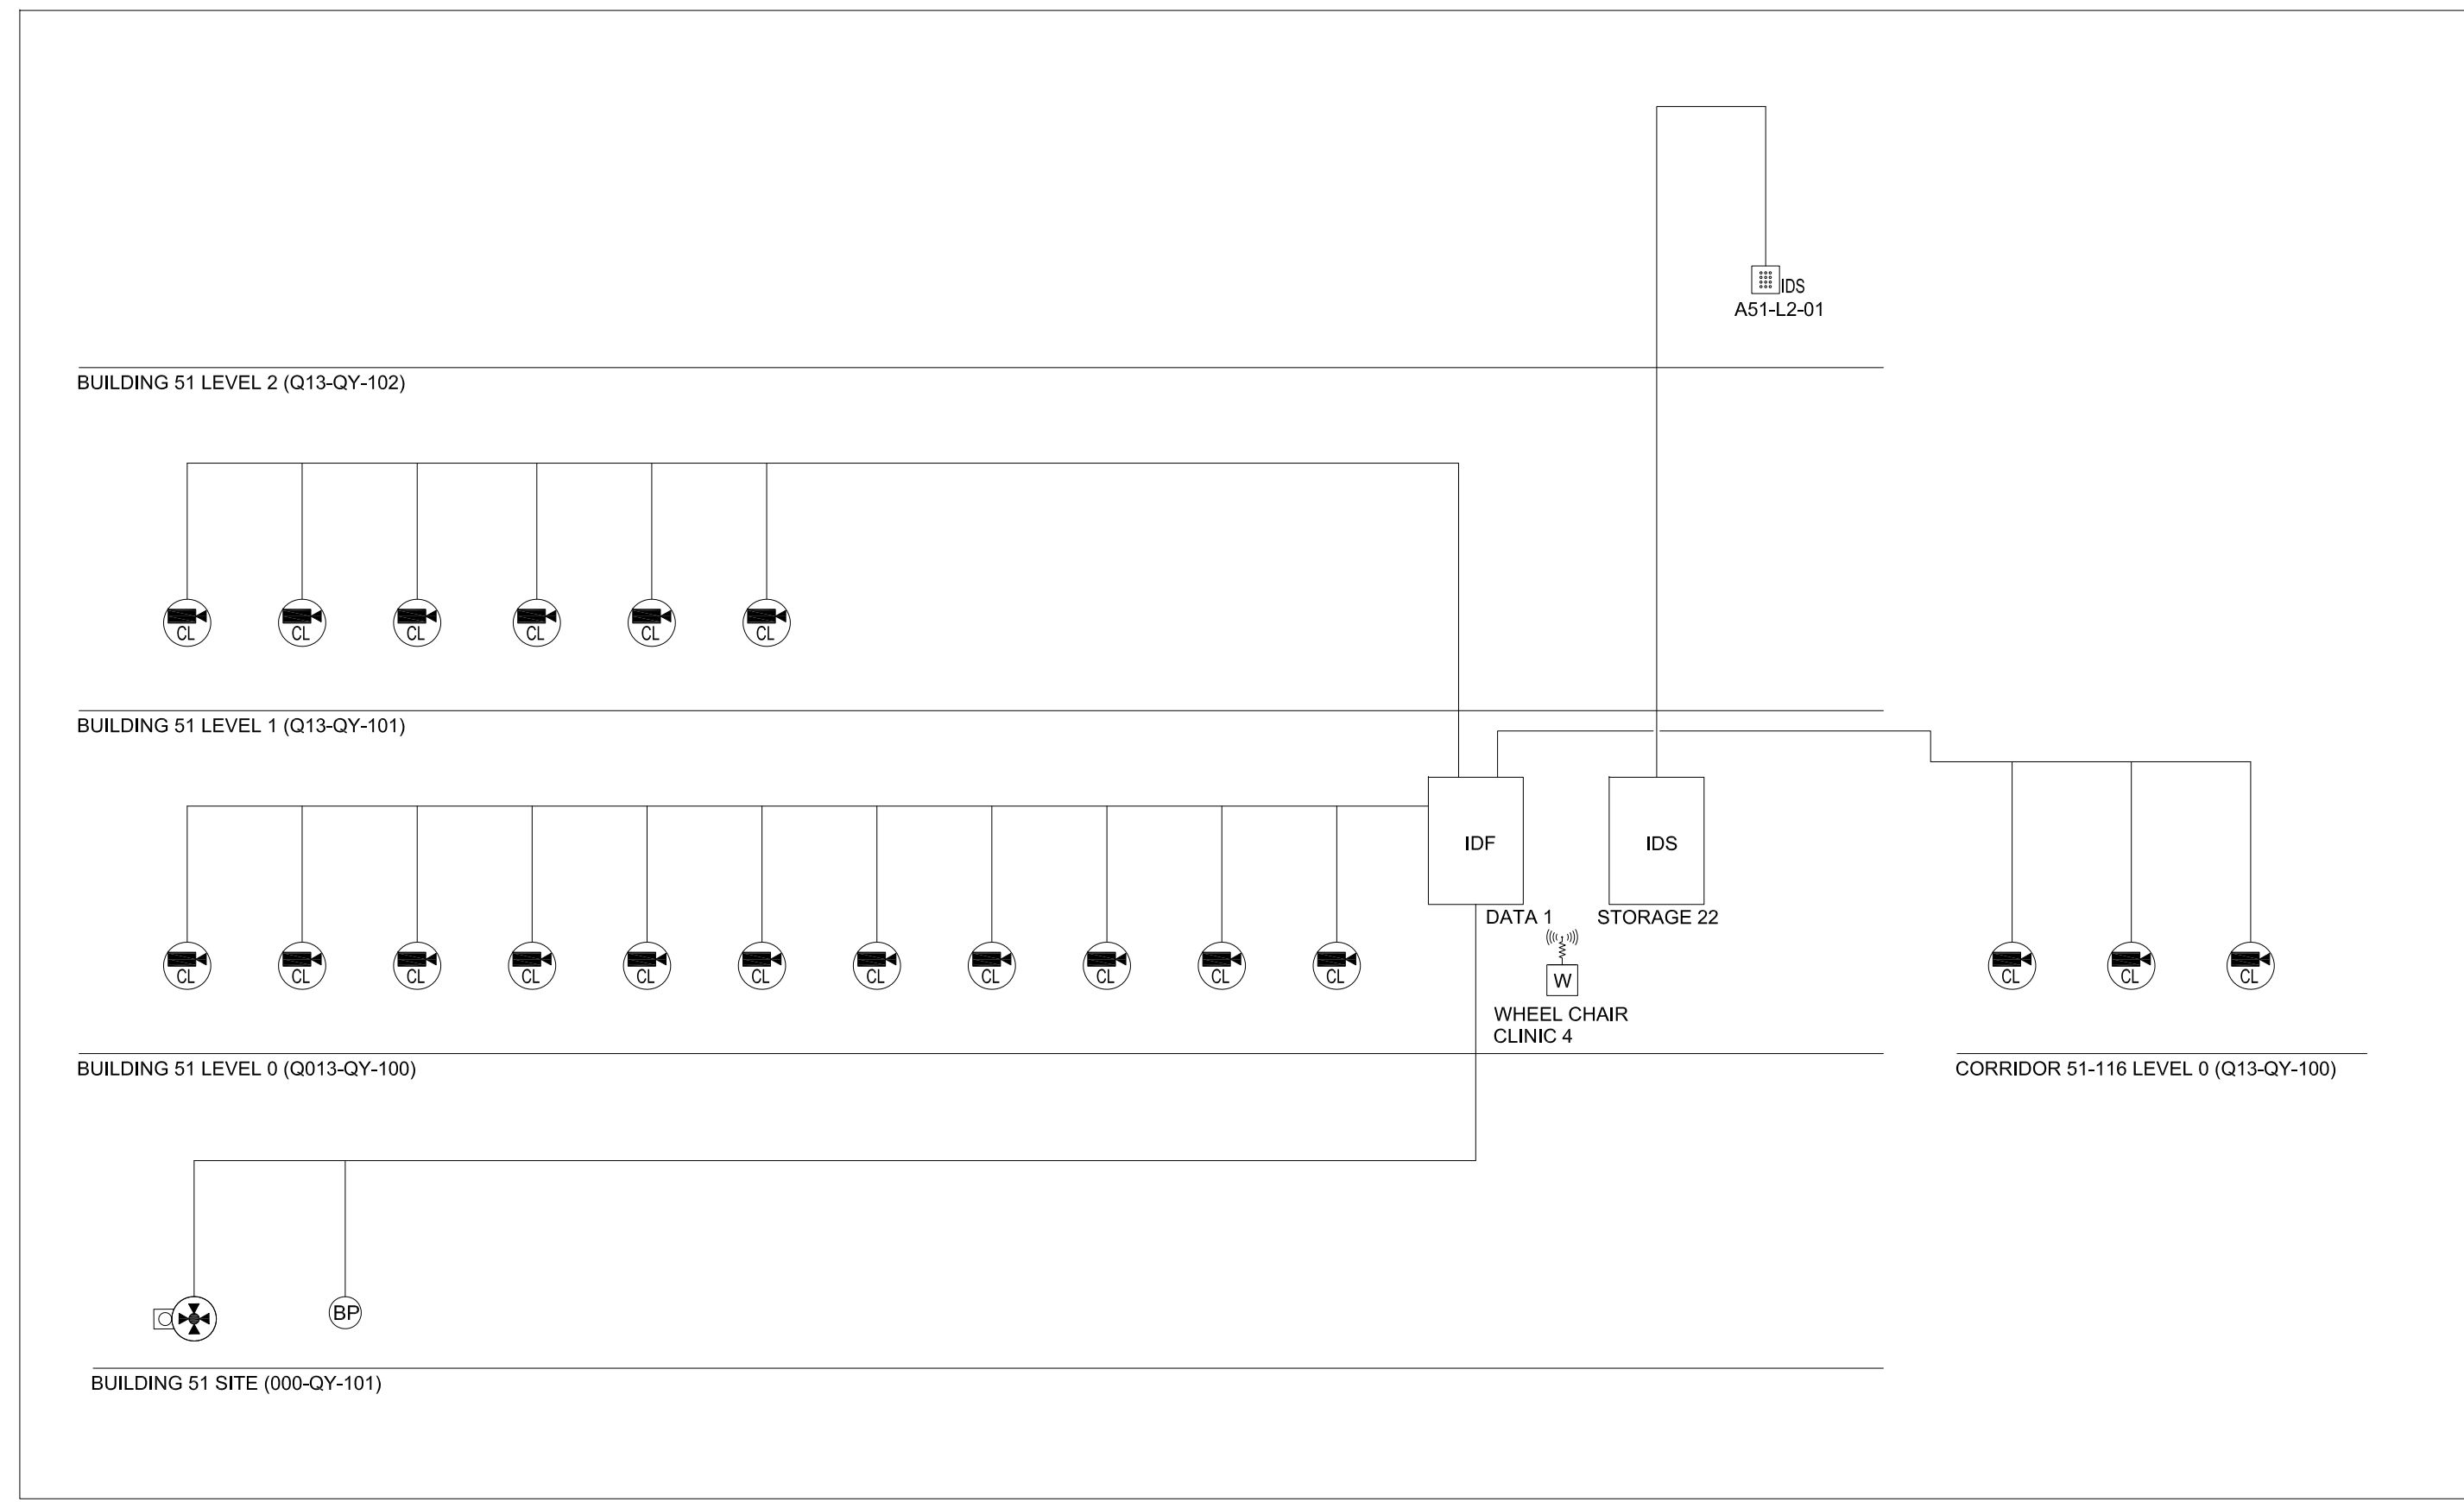 IDS
A51-L2-01
BUILDING 51 LEVEL 2 (Q13-QY-102)
CL CL CL CL CL CL
BUILDING 51 LEVEL 1 (Q13-QY-101)
IDF IDS
DATA 1 STORAGE 22
CL CL CL CL CL CL CL CL CL CL CL W CL CL CL
WHEEL CHAIR
CLINIC 4
BUILDING 51 LEVEL 0 (Q013-QY-100) CORRIDOR 51-116 LEVEL 0 (Q13-QY-100)
BP
BUILDING 51 SITE (000-QY-101)